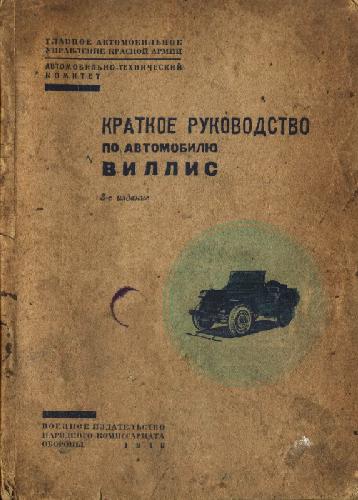 ГЛАВНОЕ АВТОМОБИЛЬНОЕ
УПРАВЛЕНИЕ КРАСНОЙ АРМИИ
АВТОМОБИЛЬНО-ТЕХНИЧЕСКИЙ
КОМИТЕТ
КРАТКОЕ РУКОВОДСТВО
ПО АВТОМОБИЛЮ
ВИЛЛИС
издание
ВОЕННОЕ ИЗДАТЕЛЬСТВО
НАРОДНОГО КОМИССАРИАТА
ОБОРОНЫ